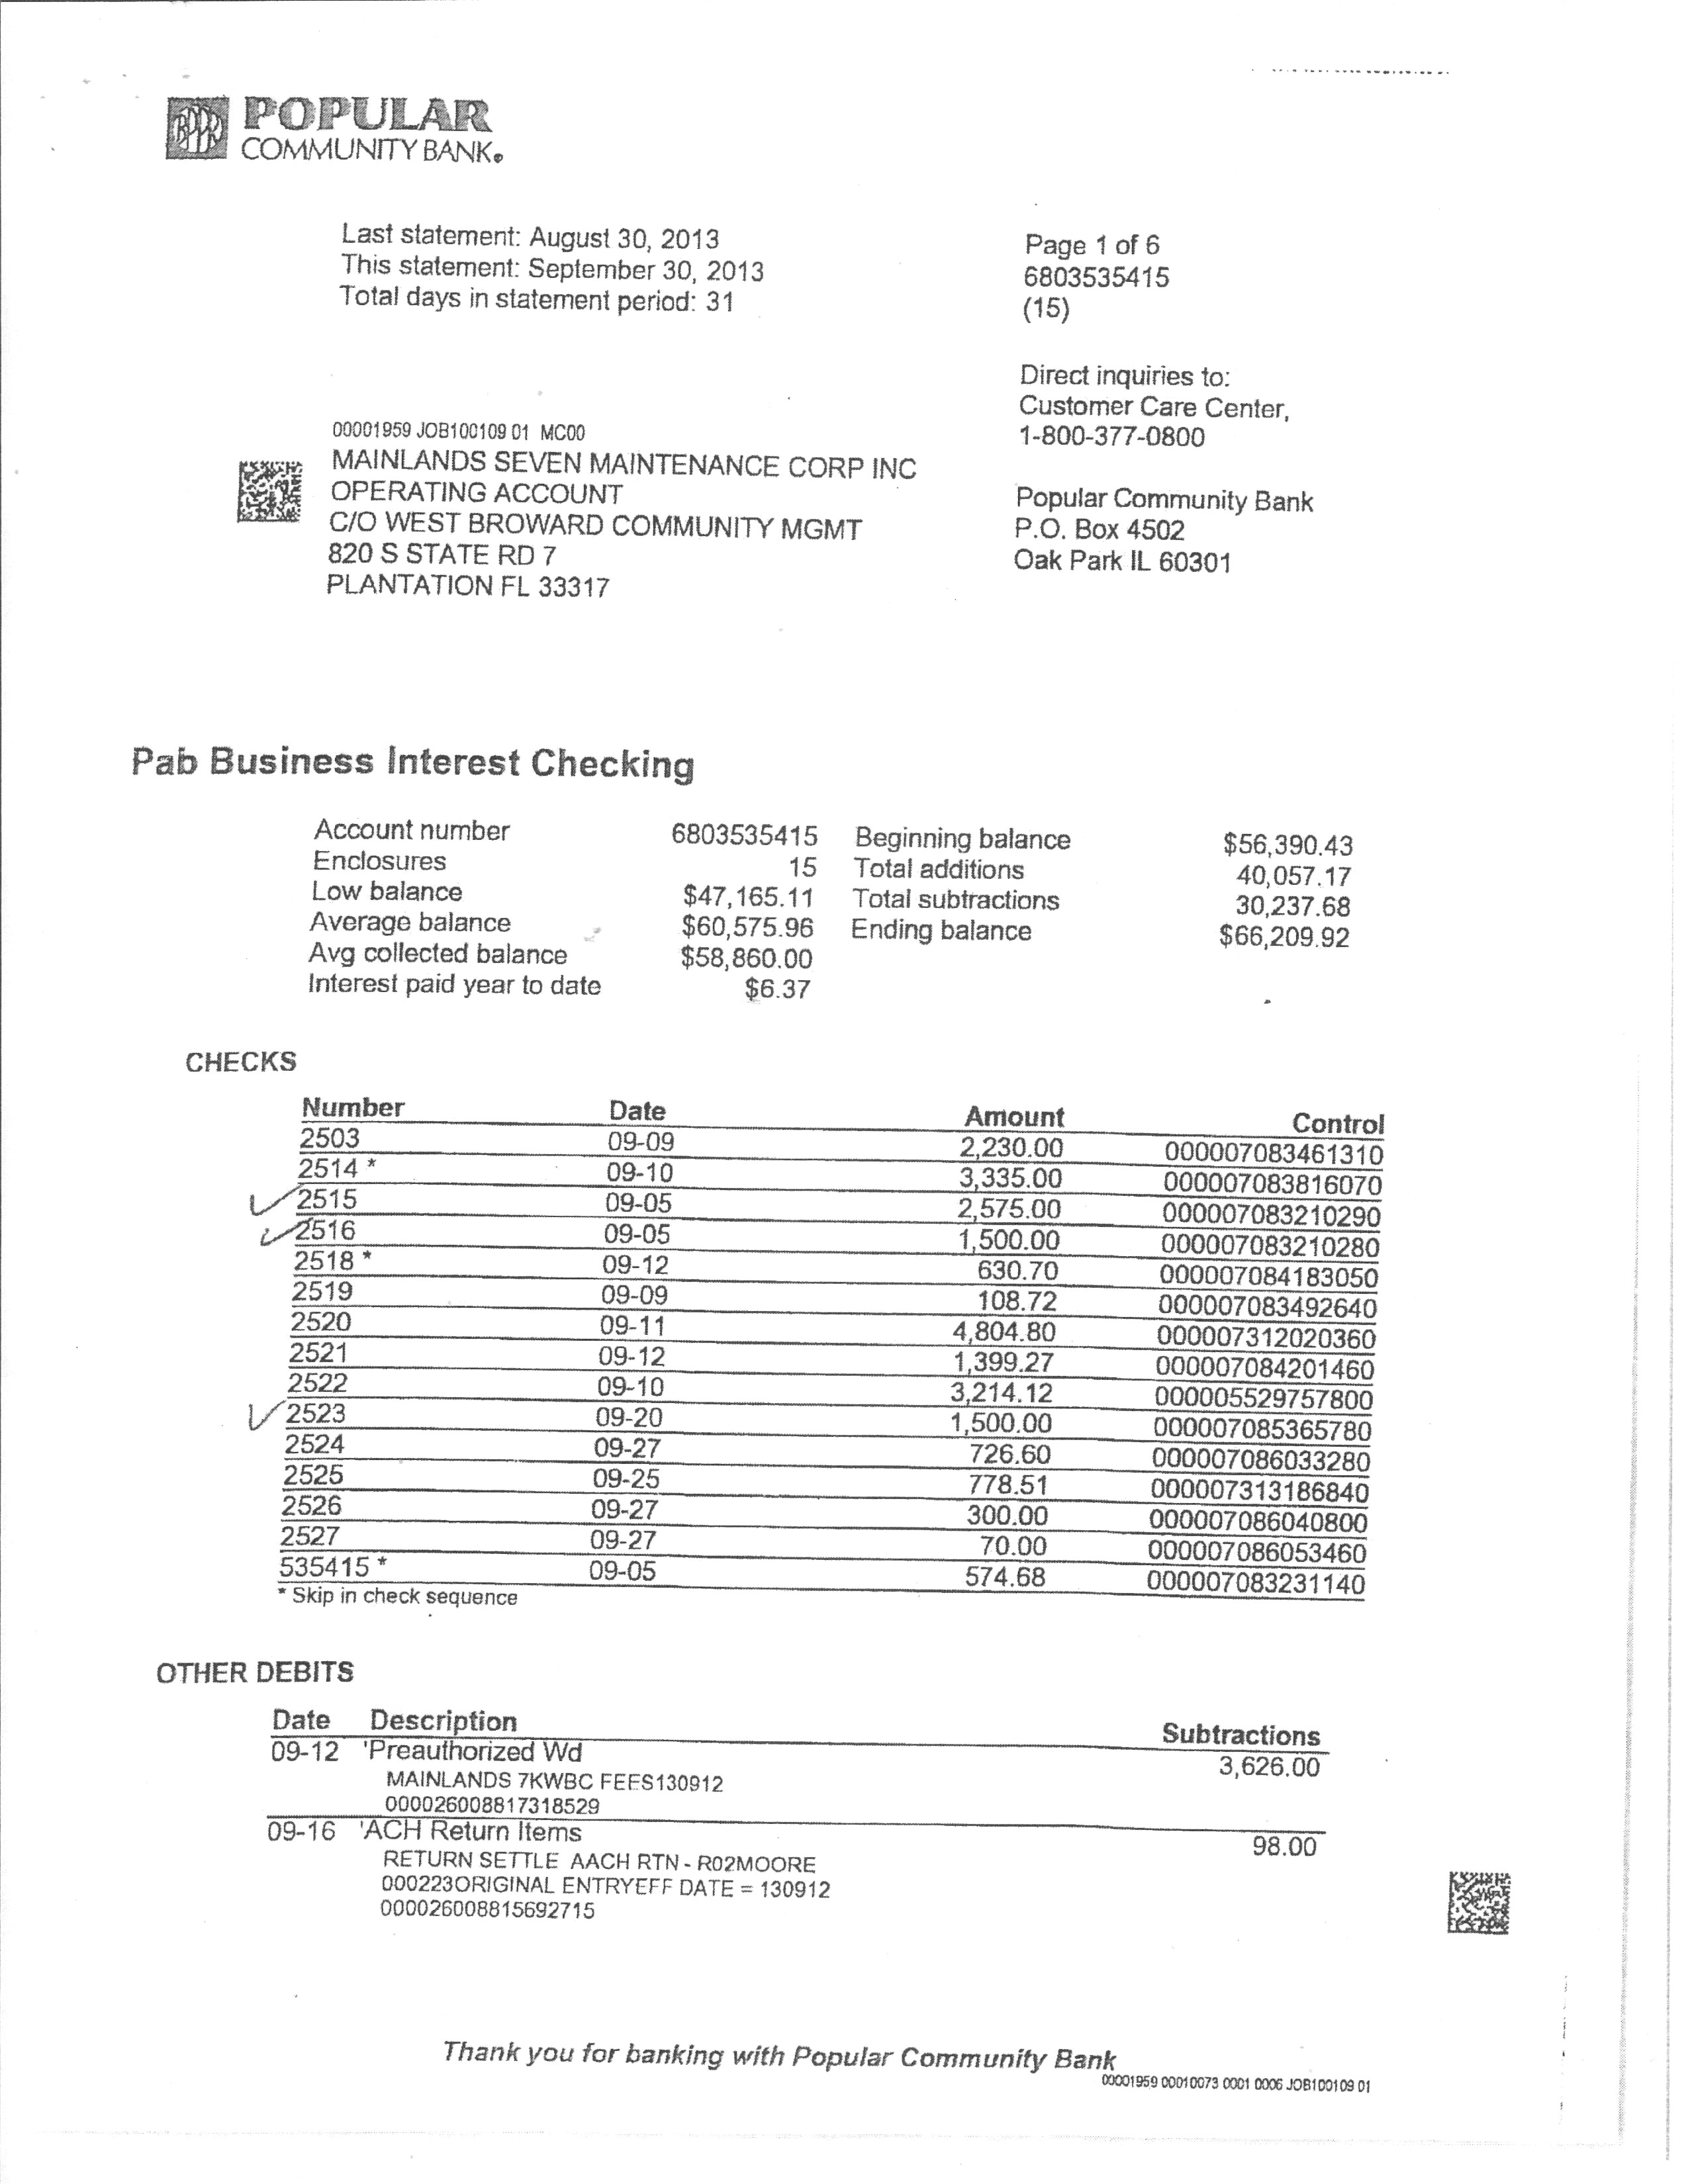 BPPR
POPULAR
COMMUNITY BANK.
Last statement: August 30, 2013
This statement: September 30, 2013
Total days in statement period: 31
Page 1 of 6
6803535415
(15)
Direct inquiries to:
Customer Care Center,
1-800-377-0800
Popular Community Bank
P.O. Box 4502
Oak Park IL 60301
00001959 JOB100109 01 MC00
MAINLANDS SEVEN MAINTENANCE CORP INC
OPERATING ACCOUNT
C/O WEST BROWARD COMMUNITY MGMT
820 S STATE RD 7
PLANTATION FL 33317
Pab Business Interest Checking
Account number 6803535415 Beginning balance $56,390.43
Enclosures 15 Total additions 40,057.17
Low balance $47,165.11 Total subtractions 30,237.68
Average balance $60,575.96 Ending balance $66,209.92
Avg collected balance $58,860.00
Interest paid year to date $6.37
CHECKS
Number Date Amount Control
2503 09-09 2,230.00 000007083461310
2514 * 09-10 3,335.00 000007083816070
2515 09-05 2,575.00 000007083210290
2516 09-05 1,500.00 000007083210280
2518 * 09-12 630.70 000007084183050
2519 09-09 108.72 000007083492640
2520 09-11 4,804.80 000007312020360
2521 09-12 1,399.27 000007084201460
2522 09-10 3,214.12 000005529757800
2523 09-20 1,500.00 000007085365780
2524 09-27 726.60 000007086033280
2525 09-25 778.51 000007313186840
2526 09-27 300.00 000007086040800
2527 09-27 70.00 000007086053460
535415 * 09-05 574.68 000007083231140
* Skip in check sequence
OTHER DEBITS
Date Description Subtractions
09-12 'Preauthorized Wd 3,626.00
MAINLANDS 7KWBC FEES130912
000026008817318529
09-16 'ACH Return Items 98.00
RETURN SETTLE AACH RTN - R02MOORE
000223ORIGINAL ENTRYEFF DATE = 130912
000026008815692715
Thank you for banking with Popular Community Bank
00001959 00010073 0001 0006 JOB100109 01